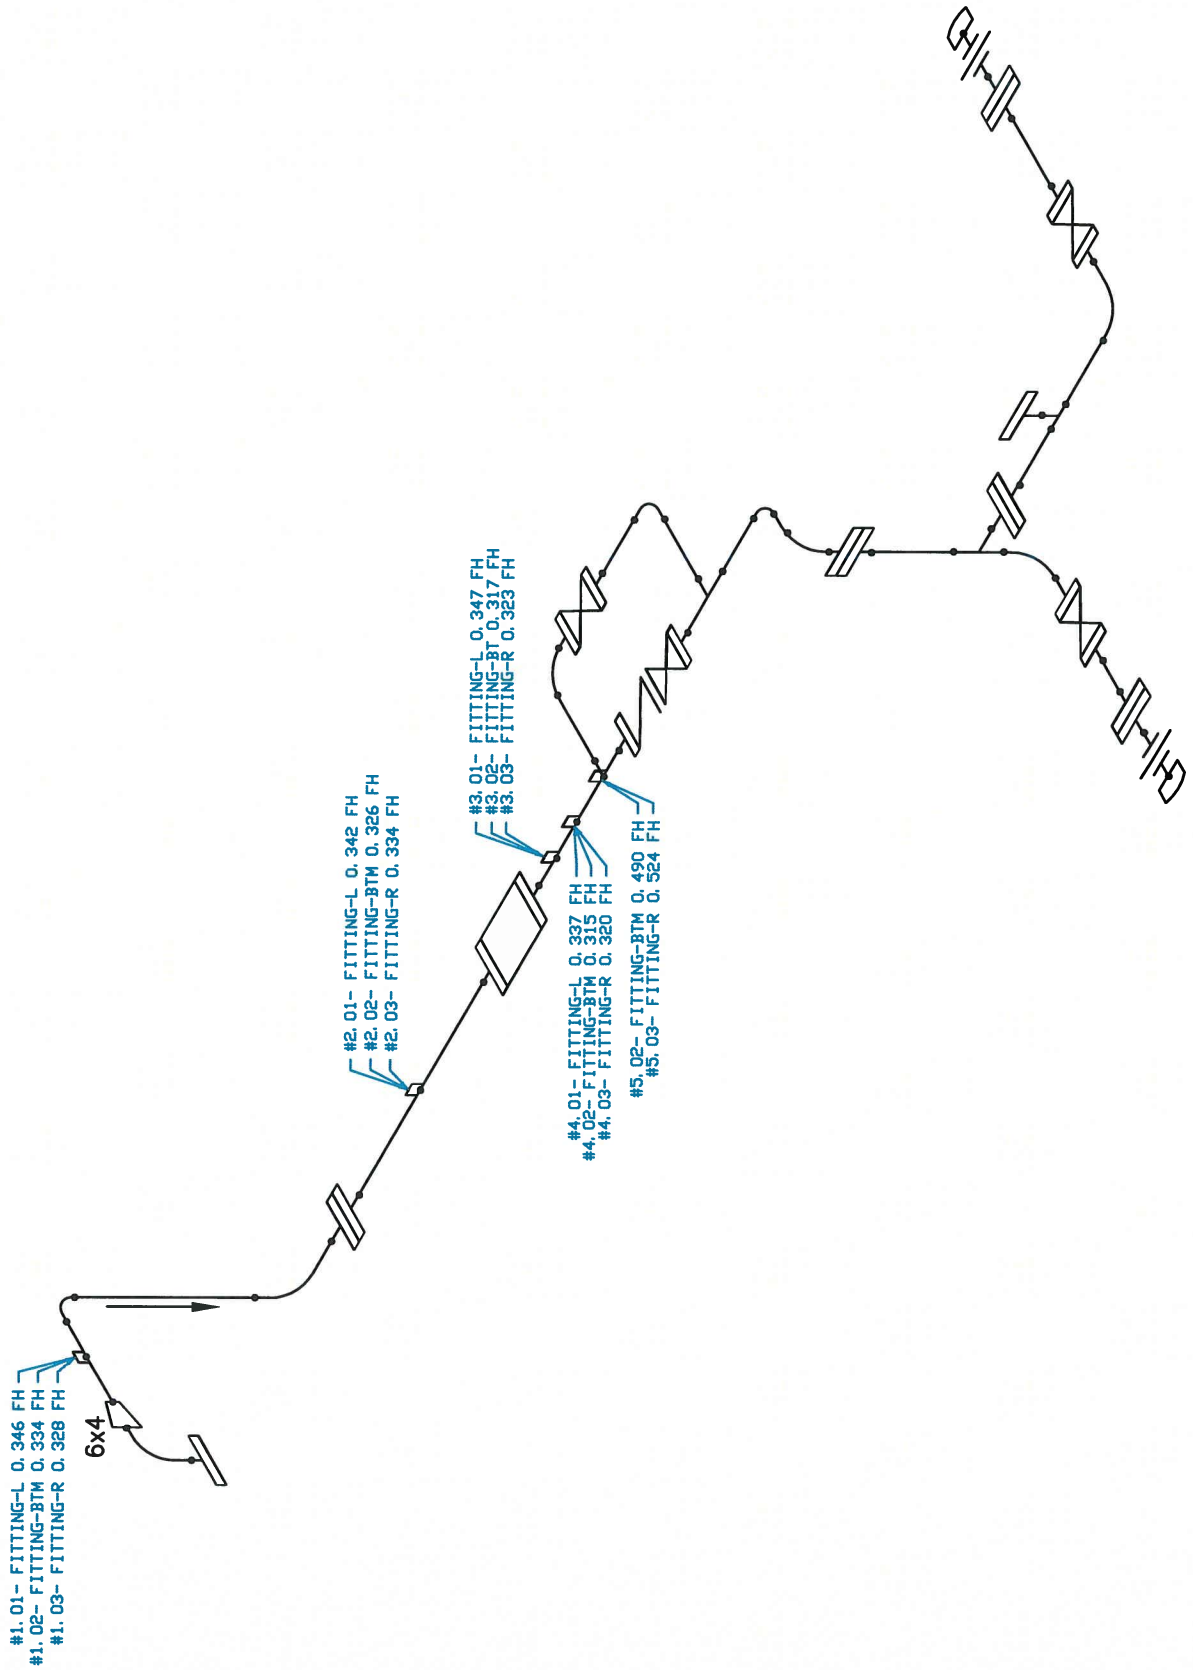 #1.01- FITTING-L 0.346 FH
#1.02- FITTING-BTM 0.334 FH
#1.03- FITTING-R 0.328 FH
6x4
#2.01- FITTING-L 0.342 FH
#2.02- FITTING-BTM 0.326 FH
#2.03- FITTING-R 0.334 FH
#3.01- FITTING-L 0.347 FH
#3.02- FITTING-BT 0.317 FH
#3.03- FITTING-R 0.323 FH
#4.01- FITTING-L 0.337 FH
#4.02- FITTING-BTM 0.315 FH
#4.03- FITTING-R 0.320 FH
#5.02- FITTING-BTM 0.490 FH
#5.03- FITTING-R 0.524 FH